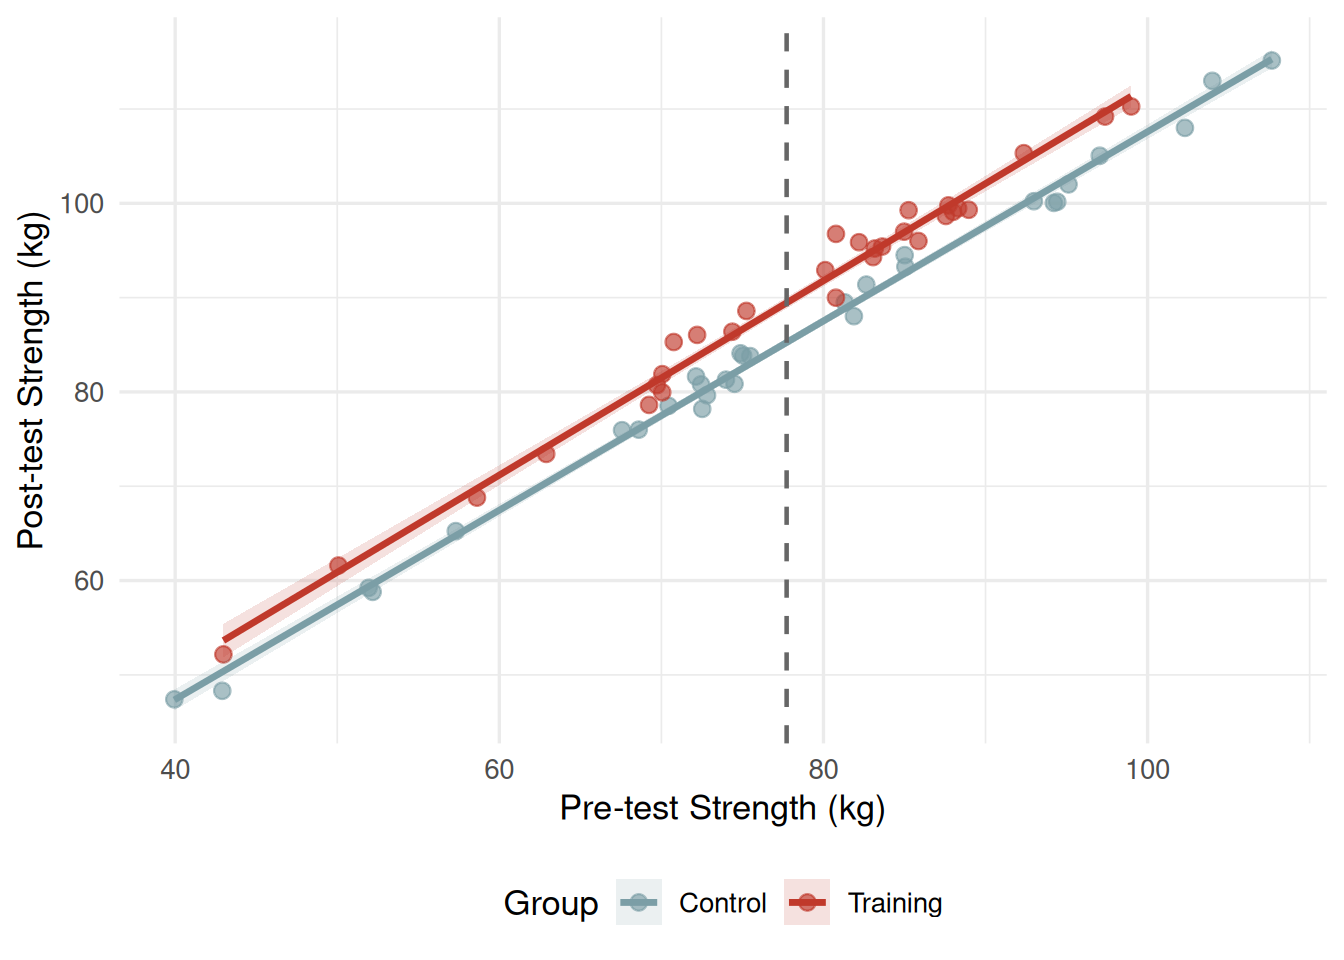 Post-test Strength (kg)
100
80
60
40 60 80 100
Pre-test Strength (kg)
Group Control Training